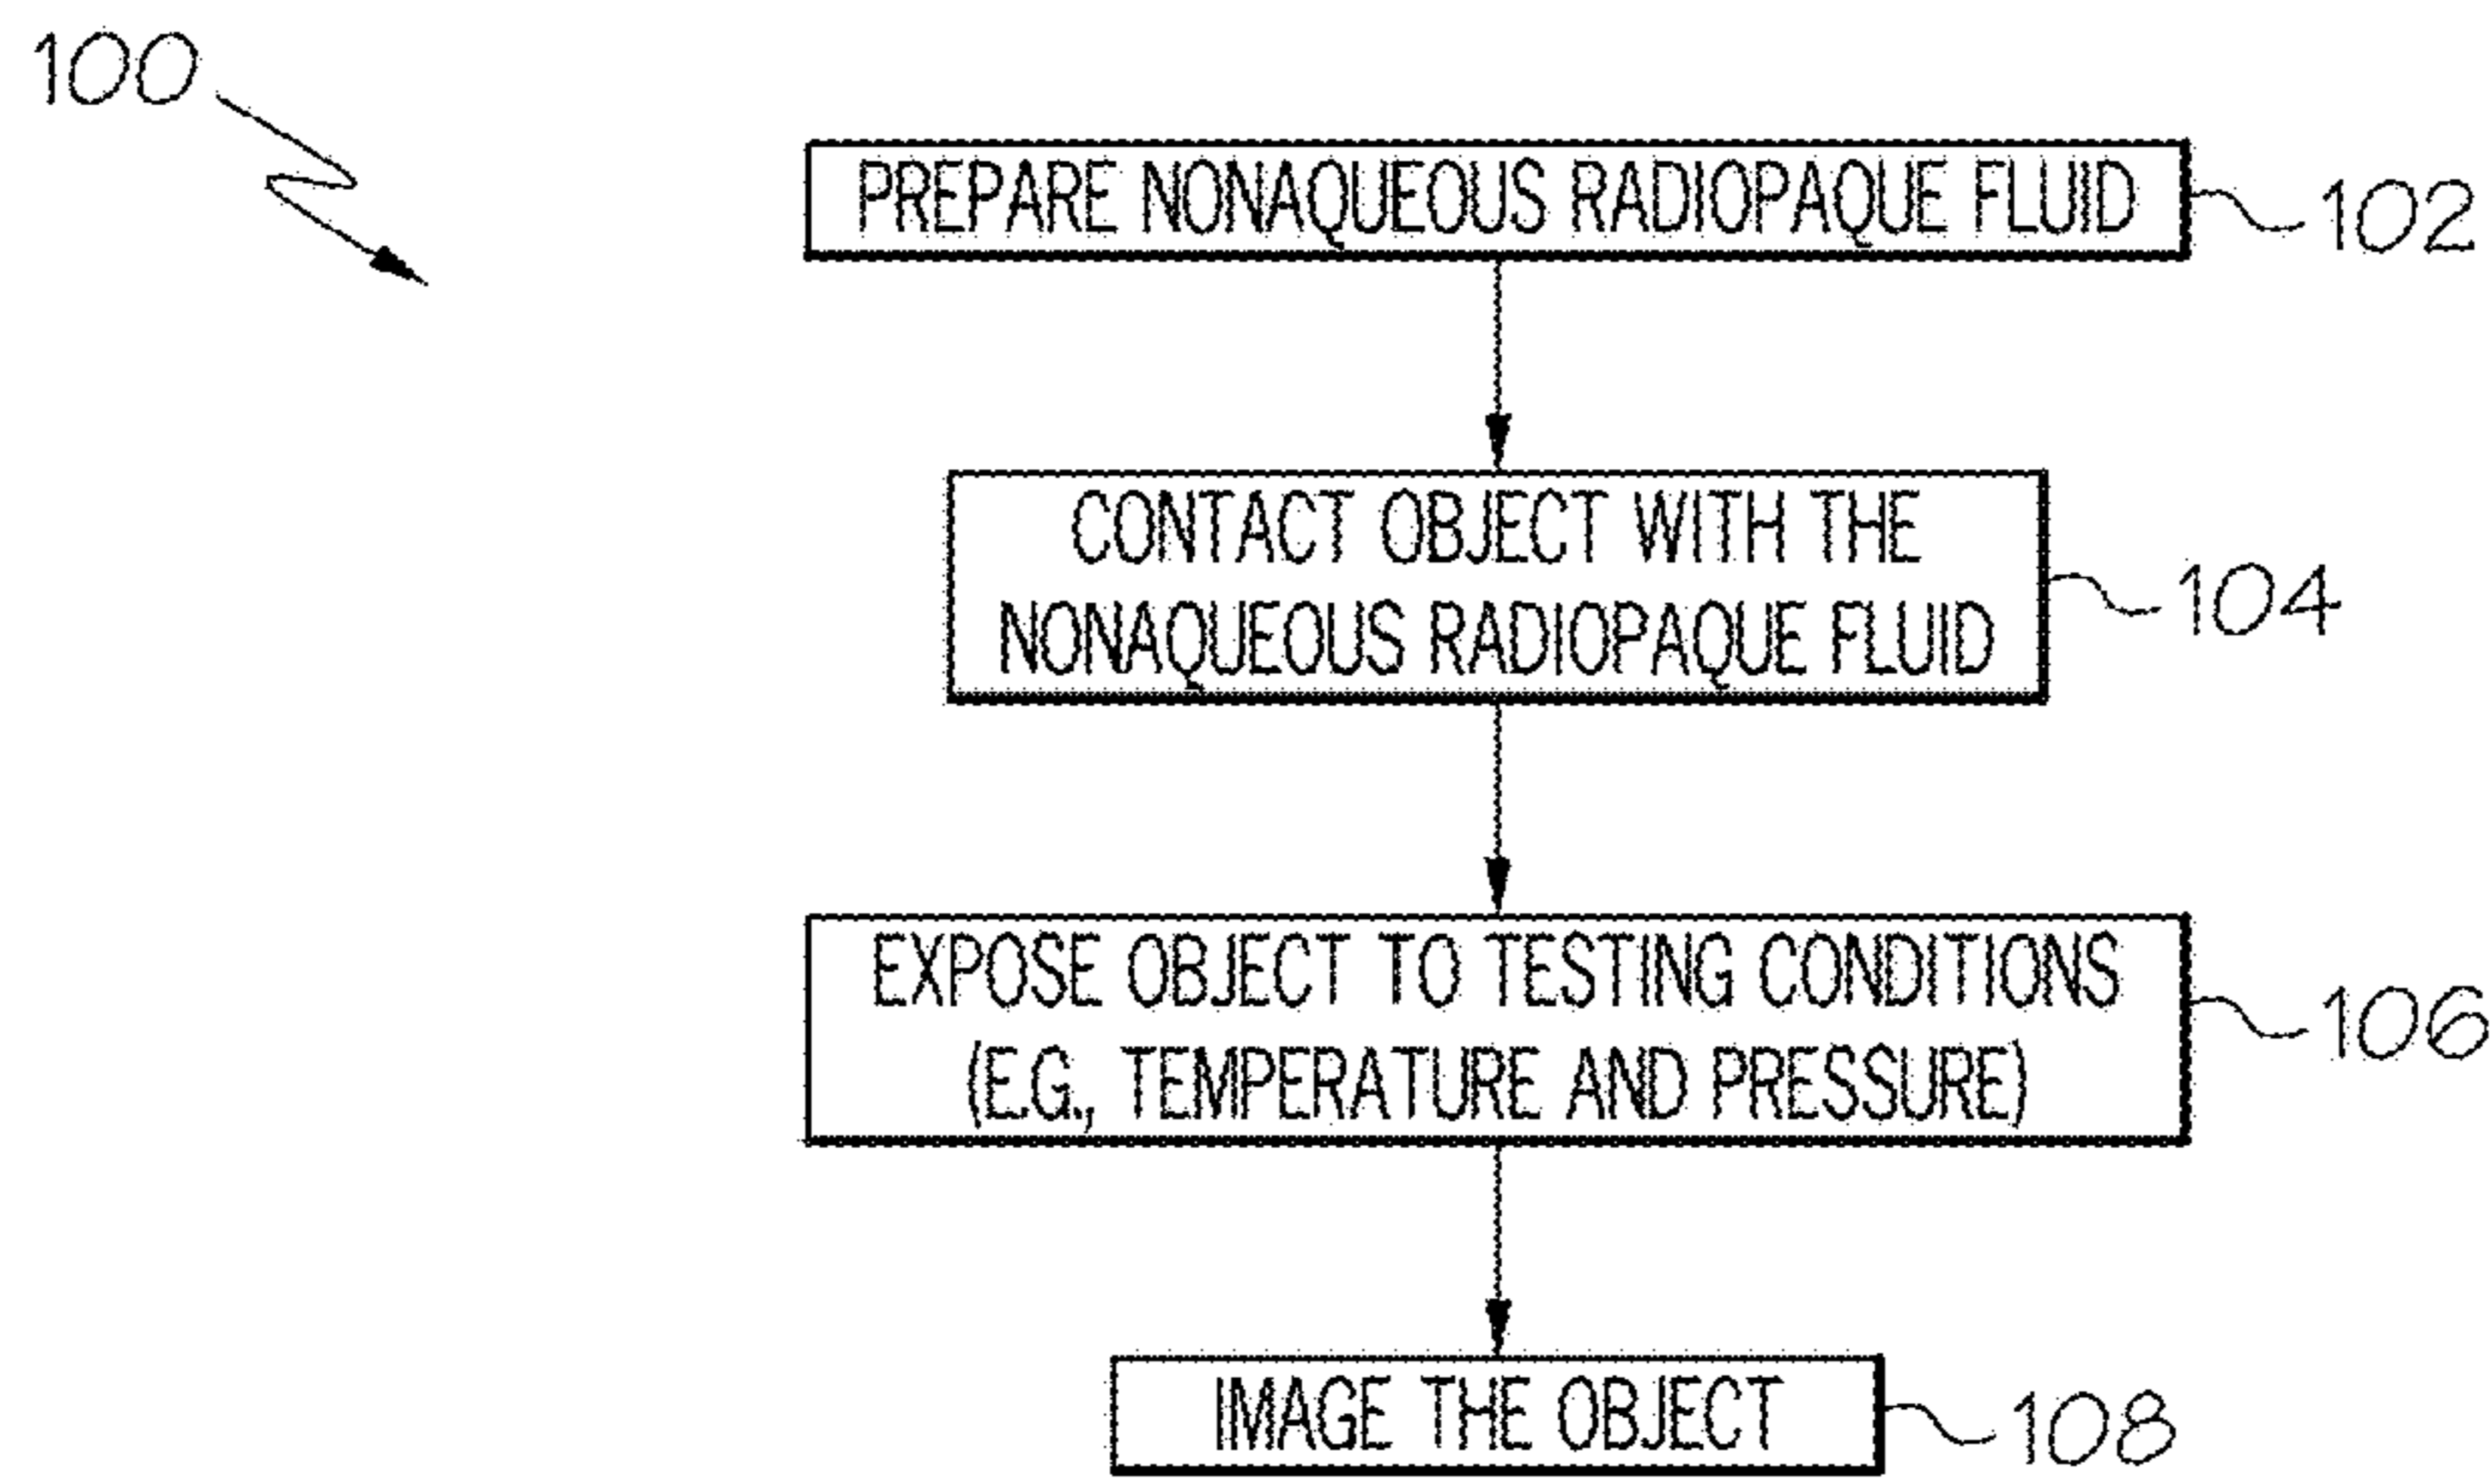 100
PREPARE NONAQUEOUS RADIOPAQUE FLUID
102
CONTACT OBJECT WITH THE
NONAQUEOUS RADIOPAQUE FLUID
104
EXPOSE OBJECT TO TESTING CONDITIONS
(E.G., TEMPERATURE AND PRESSURE)
106
IMAGE THE OBJECT
108